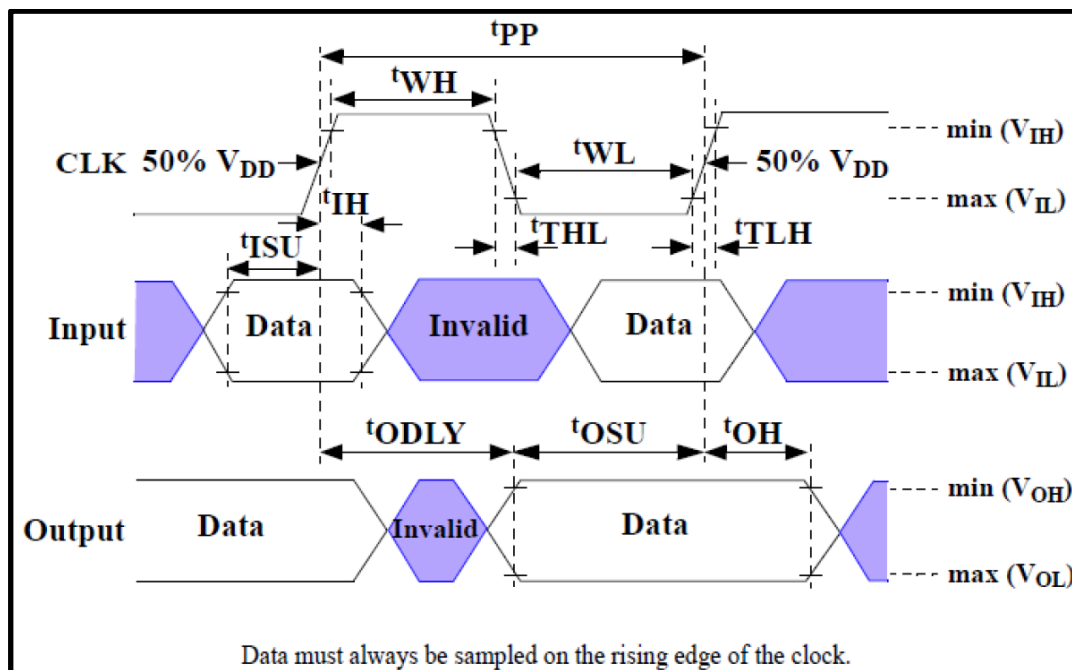 tPP
tWH
min (VIH)
CLK 50% VDD
tWL
50% VDD
max (VIL)
tIH
tTHL
tTLH
tISU
min (VIH)
Input
Data
Invalid
Data
max (VIL)
tODLY
tOSU
tOH
min (VOH)
Output
Data
Invalid
Data
max (VOL)
Data must always be sampled on the rising edge of the clock.